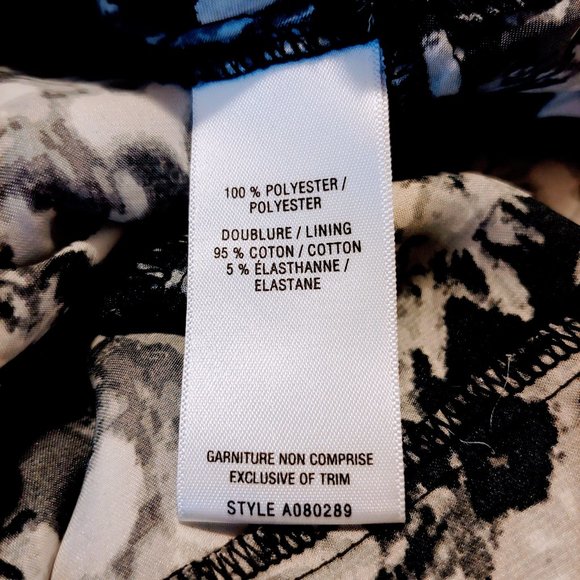 100 % POLYESTER /
POLYESTER
DOUBLURE / LINING
95 % COTON / COTTON
5 % ÉLASTHANNE /
ELASTANE
GARNITURE NON COMPRISE
EXCLUSIVE OF TRIM
STYLE A080289